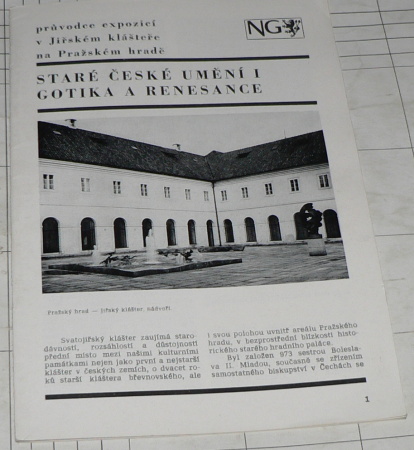 průvodce expozicí
v Jiřském klášteře
na Pražském hradě
NG
STARÉ ČESKÉ UMĚNÍ I
GOTIKA A RENESANCE
Pražský hrad — Jiřský klášter, nádvoří
Svatojiřský klášter zaujímá staro-
dávností, rozsáhlostí a důstojností
přední místo mezi našimi kulturními
památkami nejen jako první a nejstarší
klášter v českých zemích, o dvacet ro-
ků starší kláštera břevnovského, ale
i svou polohou uvnitř areálu Pražského
hradu, v bezprostřední blízkosti histo-
rického starého hradního paláce.
Byl založen 973 sestrou Bolesla-
va II. Mladou, současně se zřízením
samostatného biskupství v Čechách se
1